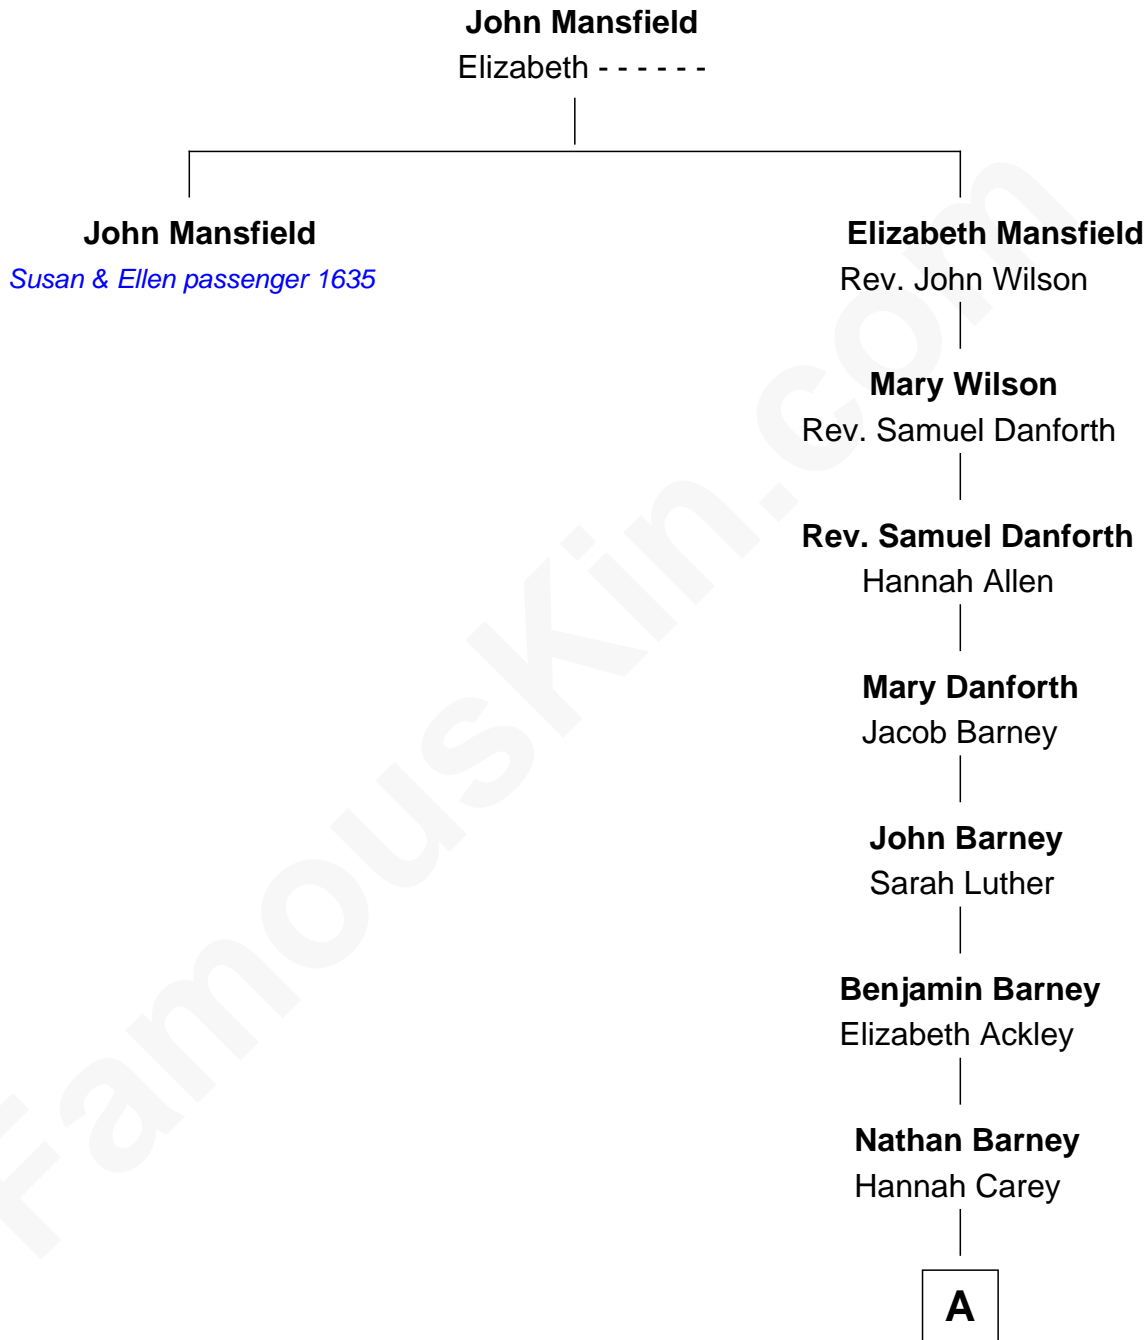 John Mansfield
Elizabeth - - - - - -
John Mansfield
Susan & Ellen passenger 1635
Elizabeth Mansfield
Rev. John Wilson
Mary Wilson
Rev. Samuel Danforth
Rev. Samuel Danforth
Hannah Allen
Mary Danforth
Jacob Barney
John Barney
Sarah Luther
Benjamin Barney
Elizabeth Ackley
Nathan Barney
Hannah Carey
A
FamousKin.com